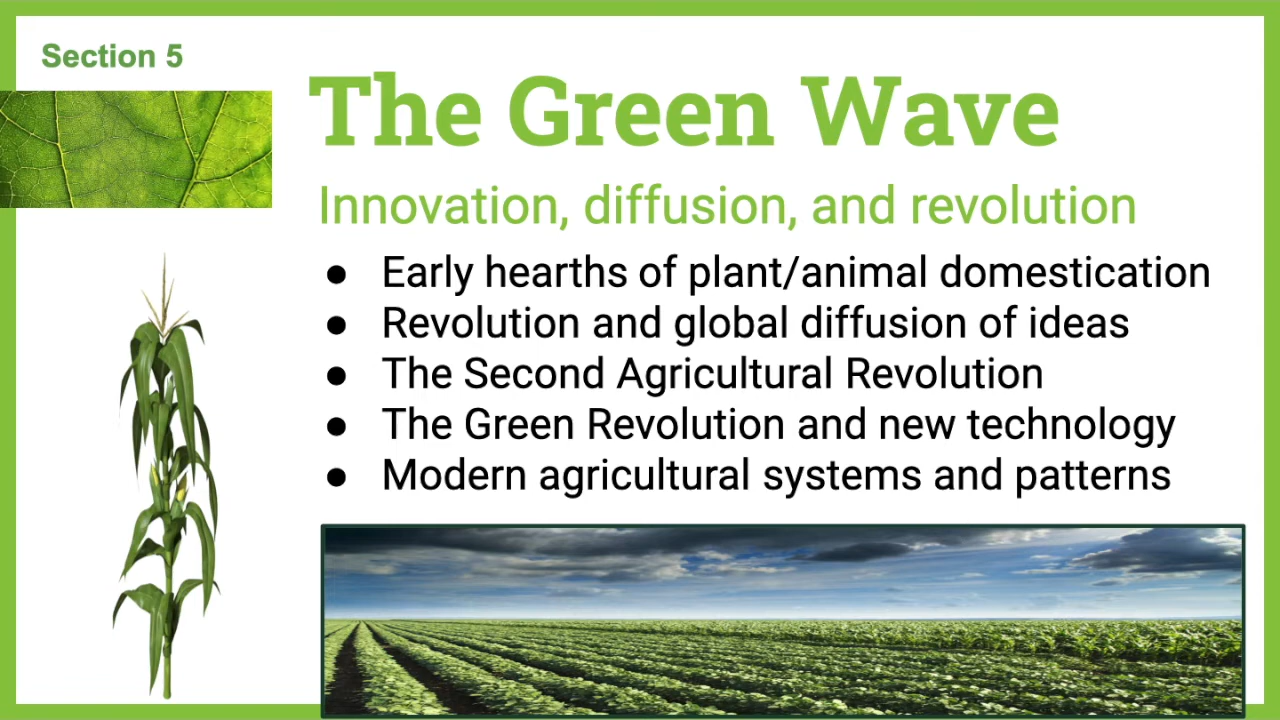 Section 5
The Green Wave
Innovation, diffusion, and revolution
● Early hearths of plant/animal domestication
● Revolution and global diffusion of ideas
● The Second Agricultural Revolution
● The Green Revolution and new technology
● Modern agricultural systems and patterns